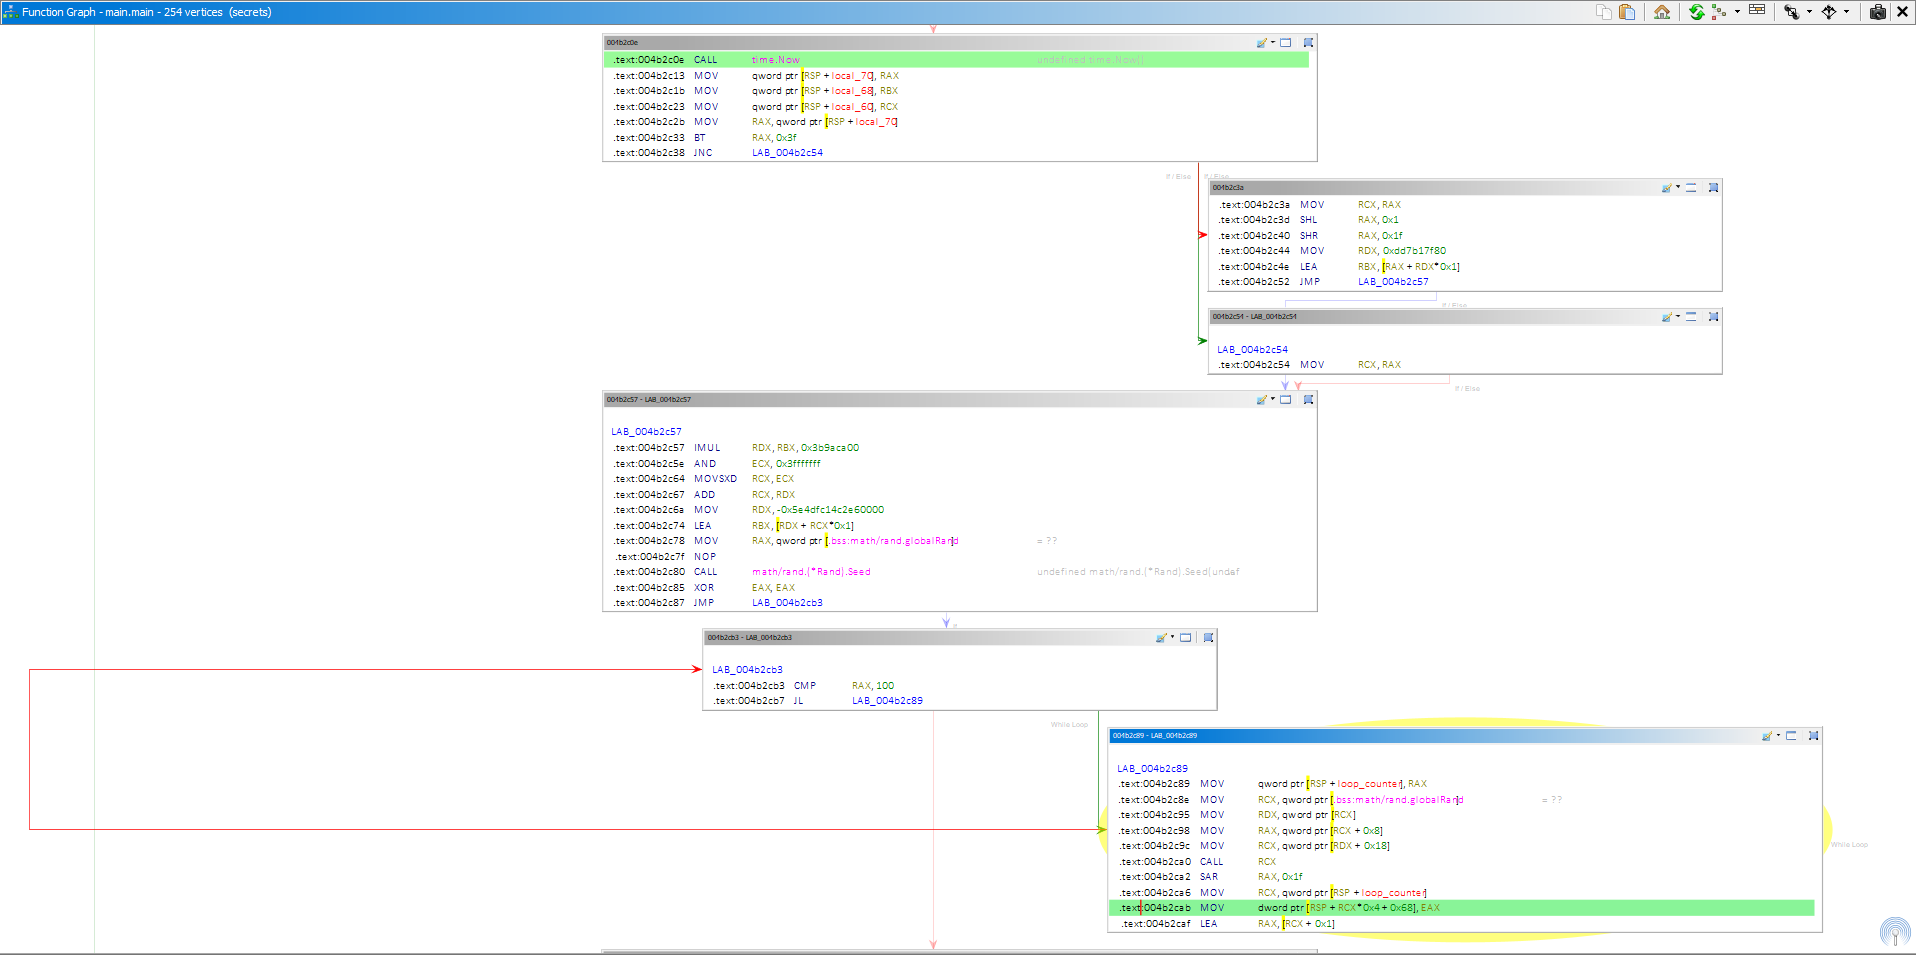 Function Graph - main.main - 254 vertices (secrets)
004b2c0e
.text:004b2c0e CALL time.Now undefined time.Now()
.text:004b2c13 MOV qword ptr [RSP + local_70], RAX
.text:004b2c1b MOV qword ptr [RSP + local_68], RBX
.text:004b2c23 MOV qword ptr [RSP + local_60], RCX
.text:004b2c2b MOV RAX, qword ptr [RSP + local_70]
.text:004b2c33 BT RAX, 0x3f
.text:004b2c38 JNC LAB_004b2c54
If / Else If / Else
004b2c3a
.text:004b2c3a MOV RCX, RAX
.text:004b2c3d SHL RAX, 0x1
.text:004b2c40 SHR RAX, 0x1f
.text:004b2c44 MOV RDX, 0xdd7b17f80
.text:004b2c4e LEA RBX, [RAX + RDX*0x1]
.text:004b2c52 JMP LAB_004b2c57
If / Else
004b2c54 - LAB_004b2c54
LAB_004b2c54
.text:004b2c54 MOV RCX, RAX
If / Else
004b2c57 - LAB_004b2c57
LAB_004b2c57
.text:004b2c57 IMUL RDX, RBX, 0x3b9aca00
.text:004b2c5e AND ECX, 0x3fffffff
.text:004b2c64 MOVSXD RCX, ECX
.text:004b2c67 ADD RCX, RDX
.text:004b2c6a MOV RDX, -0x5e4dfc14c2e60000
.text:004b2c74 LEA RBX, [RDX + RCX*0x1]
.text:004b2c78 MOV RAX, qword ptr [.bss:math/rand.globalRand] = ??
.text:004b2c7f NOP
.text:004b2c80 CALL math/rand.(*Rand).Seed undefined math/rand.(*Rand).Seed(undef
.text:004b2c85 XOR EAX, EAX
.text:004b2c87 JMP LAB_004b2cb3
004b2cb3 - LAB_004b2cb3
LAB_004b2cb3
.text:004b2cb3 CMP RAX, 100
.text:004b2cb7 JL LAB_004b2c89
While Loop
004b2c89 - LAB_004b2c89
LAB_004b2c89
.text:004b2c89 MOV qword ptr [RSP + loop_counter], RAX
.text:004b2c8e MOV RCX, qword ptr [.bss:math/rand.globalRand] = ??
.text:004b2c95 MOV RDX, qword ptr [RCX]
.text:004b2c98 MOV RAX, qword ptr [RCX + 0x8]
.text:004b2c9c MOV RCX, qword ptr [RDX + 0x18]
While Loop
.text:004b2ca0 CALL RCX
.text:004b2ca2 SAR RAX, 0x1f
.text:004b2ca6 MOV RCX, qword ptr [RSP + loop_counter]
.text:004b2cab MOV dword ptr [RSP + RCX*0x4 + 0x68], EAX
.text:004b2caf LEA RAX, [RCX + 0x1]